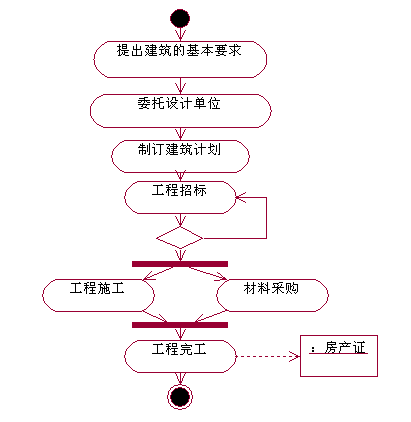 提出建筑的基本要求
委托设计单位
制订建筑计划
工程招标
工程施工
材料采购
工程完工
：房产证